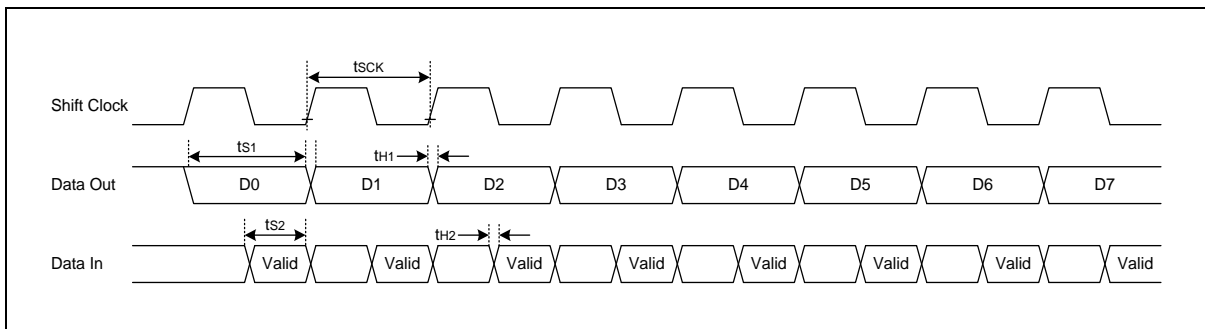 tSCK
Shift Clock
tS1
tH1
Data Out
D0
D1
D2
D3
D4
D5
D6
D7
tS2
tH2
Data In
Valid
Valid
Valid
Valid
Valid
Valid
Valid
Valid